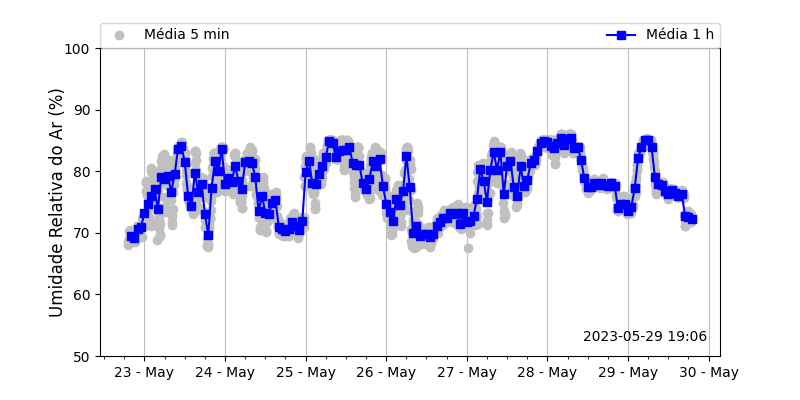 Média 5 min
Média 1 h
Umidade Relativa do Ar (%)
100
90
80
70
60
50
2023-05-29 19:06
23 - May
24 - May
25 - May
26 - May
27 - May
28 - May
29 - May
30 - May